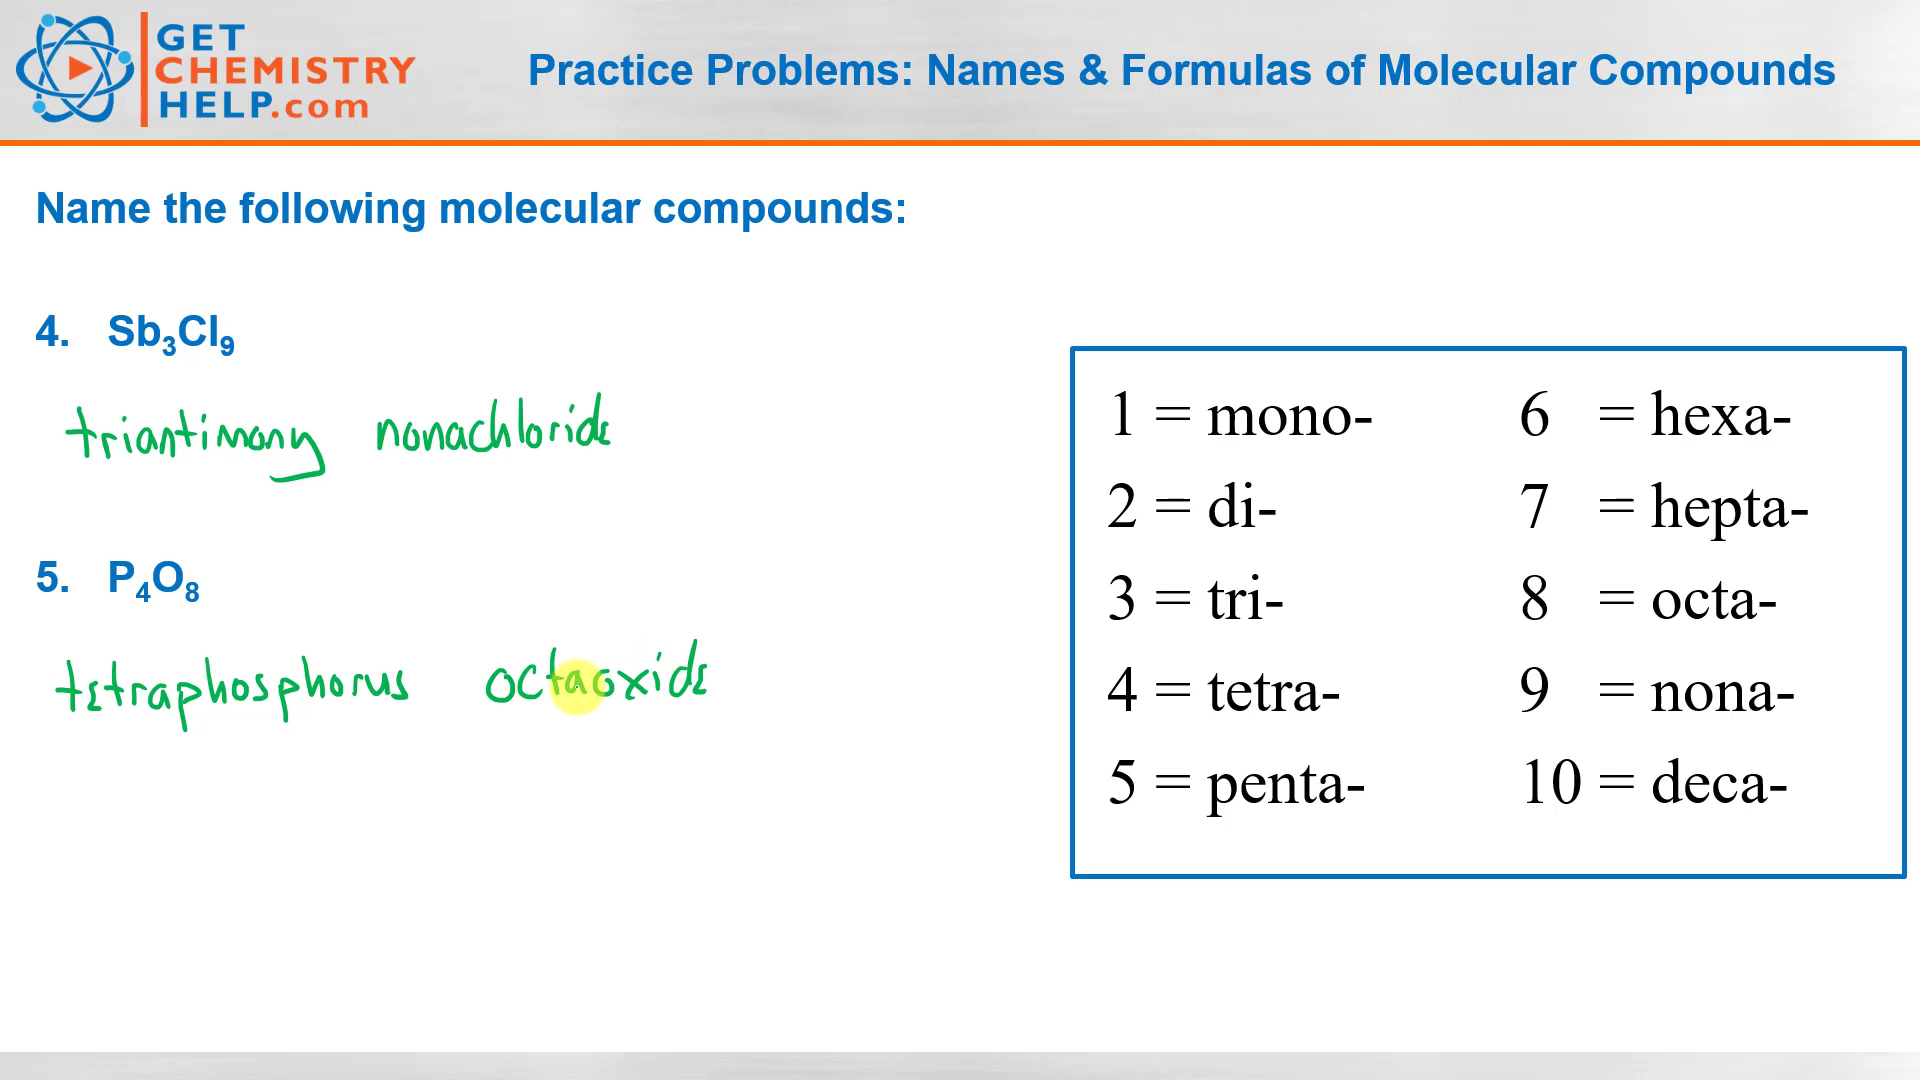 GET
CHEMISTRY
HELP.com
Practice Problems: Names & Formulas of Molecular Compounds
Name the following molecular compounds:
4. Sb₃Cl₉
triantimony nonachloride
5. P₄O₈
tetraphosphorus octaoxide
1 = mono-
2 = di-
3 = tri-
4 = tetra-
5 = penta-
6 = hexa-
7 = hepta-
8 = octa-
9 = nona-
10 = deca-